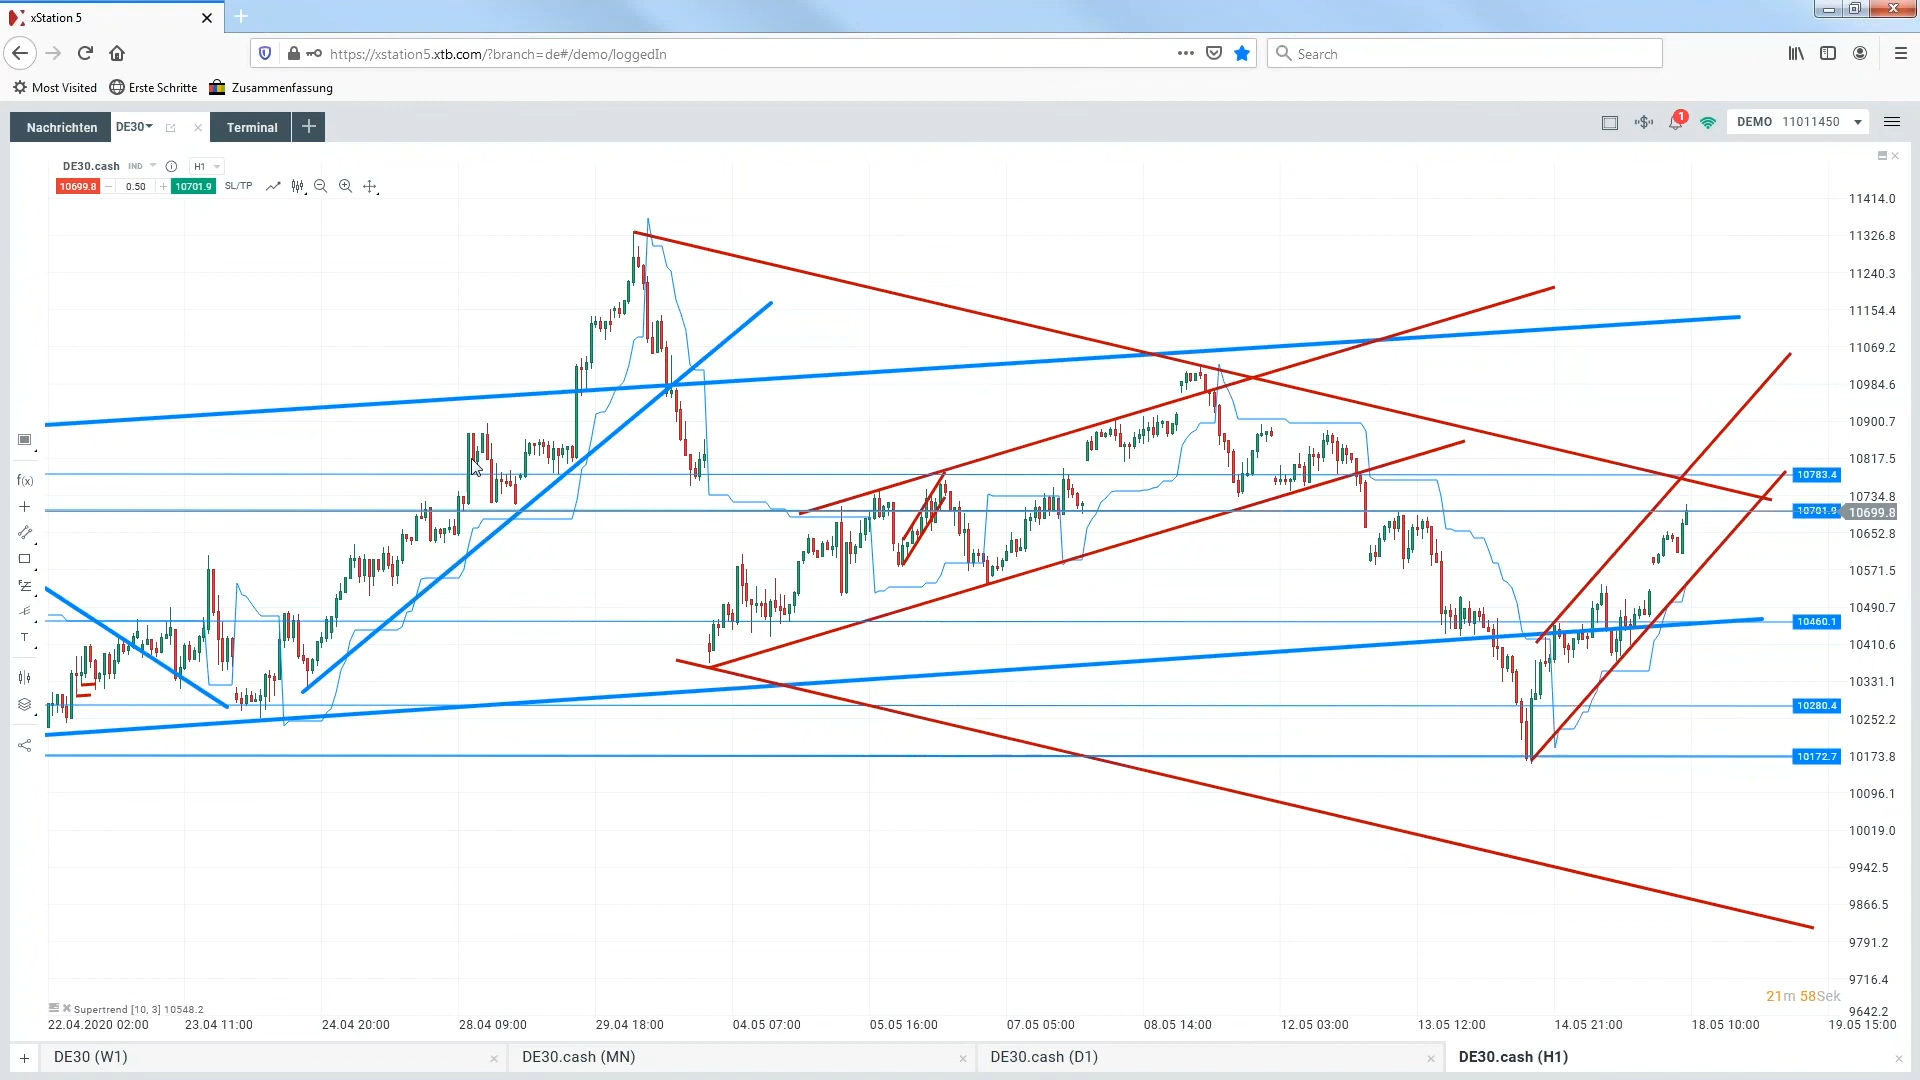 xStation 5
https://xstation5.xtb.com/?branch=de#/demo/loggedIn
Search
Most Visited
Erste Schritte
Zusammenfassung
Nachrichten
DE30
Terminal
1
DEMO 11011450
DE30.cash IND H1
10699.8 0.50 10701.9 SL/TP
11414.0
11326.8
11240.3
11154.4
11069.2
10984.6
10900.7
10817.5
10783.4
10734.8
10701.9
10699.8
10652.8
10571.5
10490.7
10460.1
10410.6
10331.1
10280.4
10252.2
10172.7
10173.8
10096.1
10019.0
9942.5
9866.5
9791.2
9716.4
9642.2
f(x)
T
21m 58Sek
Supertrend [10, 3] 10548.2
22.04.2020 02:00
23.04 11:00
24.04 20:00
28.04 09:00
29.04 18:00
04.05 07:00
05.05 16:00
07.05 05:00
08.05 14:00
12.05 03:00
13.05 12:00
14.05 21:00
18.05 10:00
19.05 15:00
DE30 (W1)
DE30.cash (MN)
DE30.cash (D1)
DE30.cash (H1)